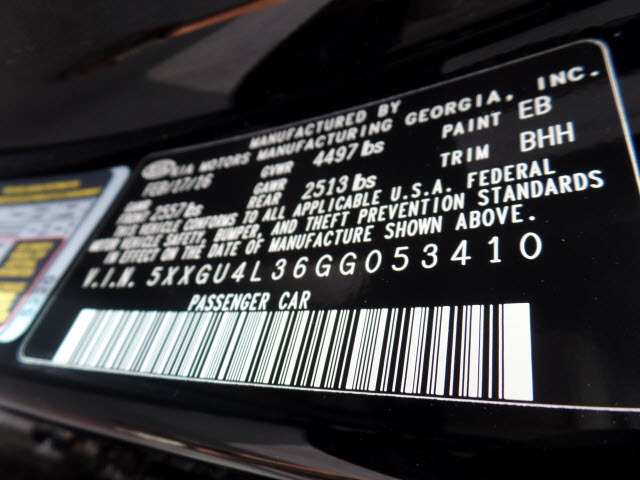 MANUFACTURED BY
KIA MOTORS MANUFACTURING GEORGIA, INC.
FEB/17/16 GVWR 4497 lbs PAINT EB
GAWR FRONT 2557 lbs GAWR REAR 2513 lbs TRIM BHH
THIS VEHICLE CONFORMS TO ALL APPLICABLE U.S.A. FEDERAL
MOTOR VEHICLE SAFETY, BUMPER, AND THEFT PREVENTION STANDARDS
IN EFFECT ON THE DATE OF MANUFACTURE SHOWN ABOVE.
V.I.N. 5XXGU4L36GG053410
PASSENGER CAR